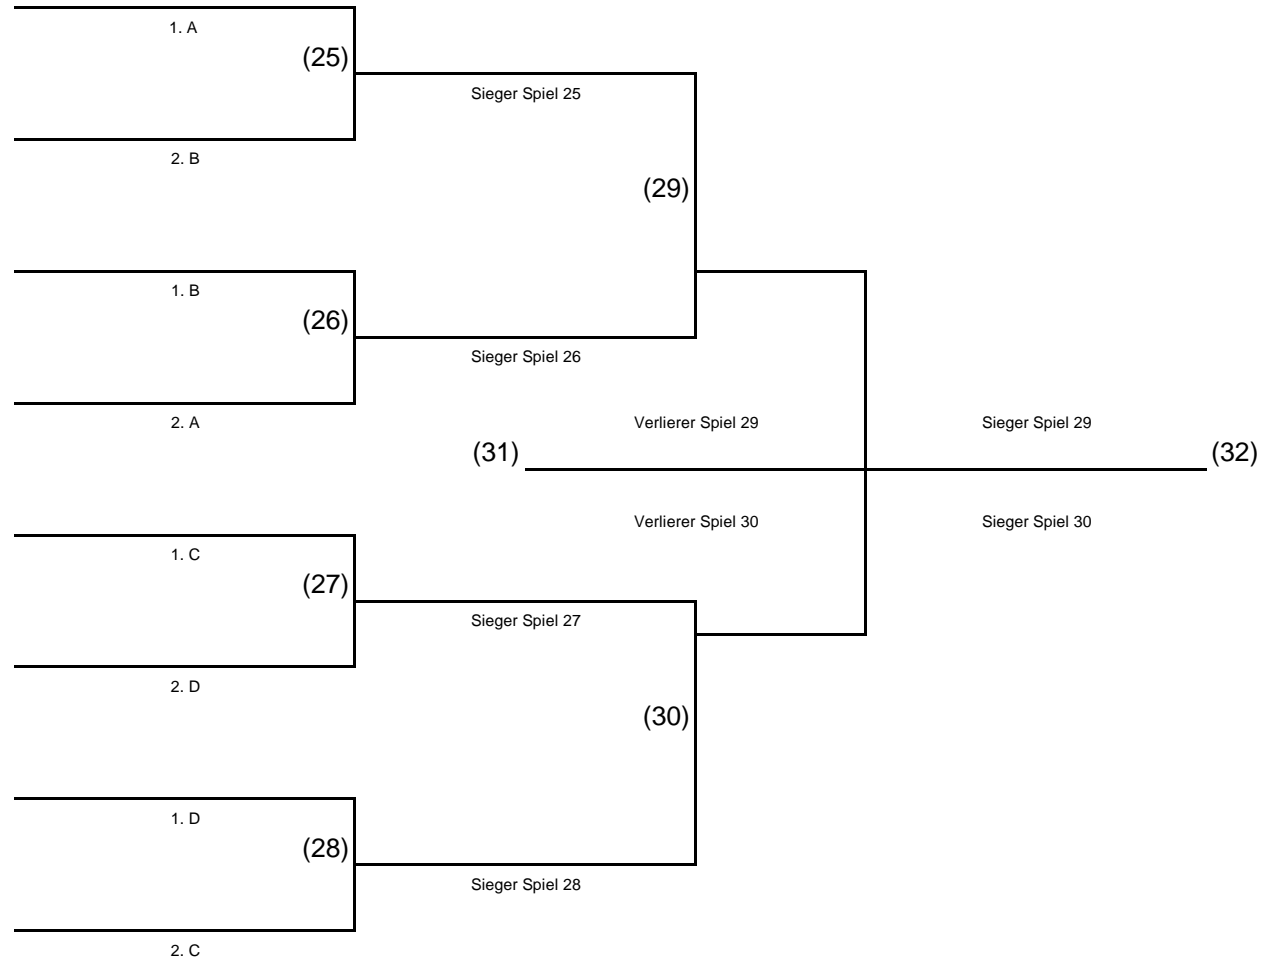 1. A
(25)
Sieger Spiel 25
2. B
(29)
1. B
(26)
Sieger Spiel 26
2. A
Verlierer Spiel 29
Sieger Spiel 29
(31)
(32)
Verlierer Spiel 30
Sieger Spiel 30
1. C
(27)
Sieger Spiel 27
2. D
(30)
1. D
(28)
Sieger Spiel 28
2. C